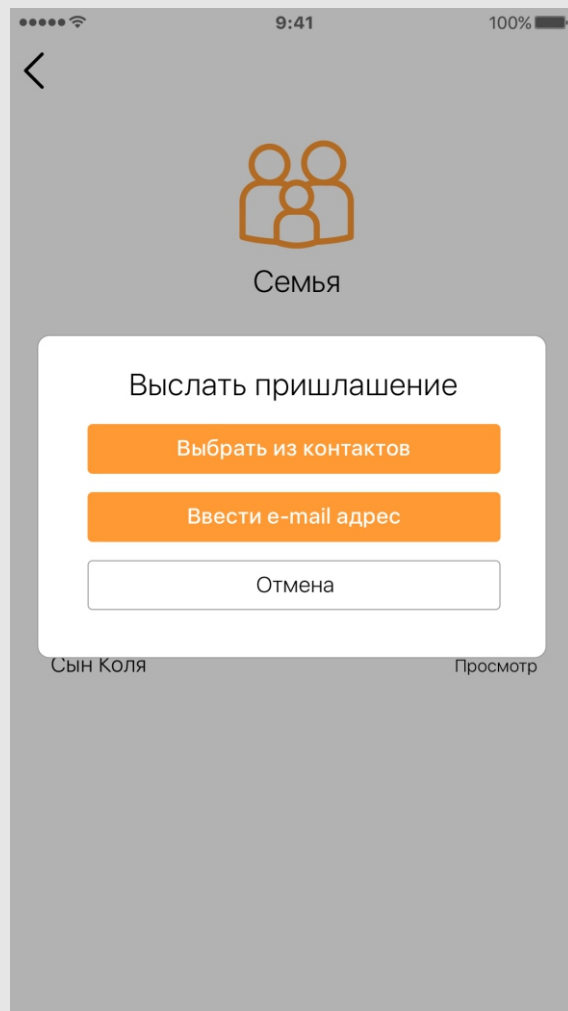 9:41
100%
Семья
Выслать пришлашение
Выбрать из контактов
Ввести e-mail адрес
Отмена
Сын Коля
Просмотр